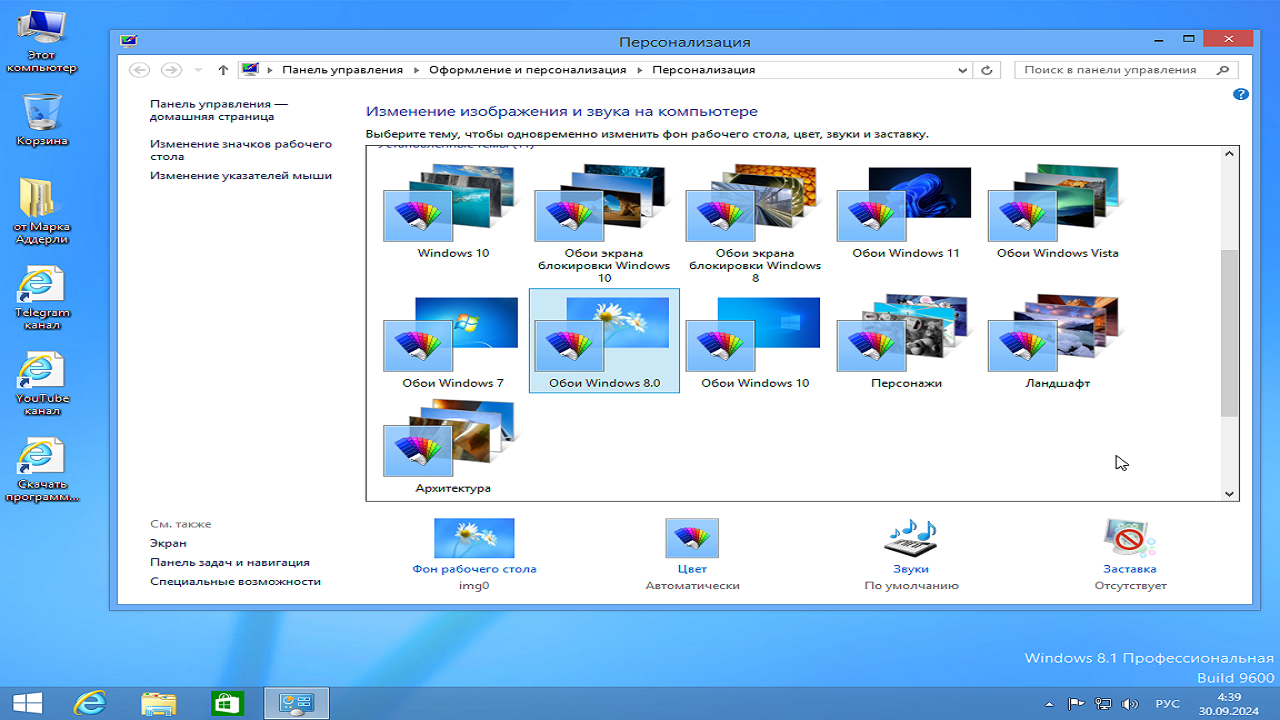 Этот
компьютер
Корзина
от Марка
Аддерли
Telegram
канал
YouTube
канал
Скачать
программ...
Персонализация
Панель управления
Оформление и персонализация
Персонализация
Поиск в панели управления
Панель управления —
домашняя страница
Изменение значков рабочего
стола
Изменение указателей мыши
См. также
Экран
Панель задач и навигация
Специальные возможности
Изменение изображения и звука на компьютере
Выберите тему, чтобы одновременно изменить фон рабочего стола, цвет, звуки и заставку.
Установленные темы (11)
Windows 10
Обои экрана
блокировки Windows
10
Обои экрана
блокировки Windows
8
Обои Windows 11
Обои Windows Vista
Обои Windows 7
Обои Windows 8.0
Обои Windows 10
Персонажи
Ландшафт
Архитектура
Фон рабочего стола
img0
Цвет
Автоматически
Звуки
По умолчанию
Заставка
Отсутствует
Windows 8.1 Профессиональная
Build 9600
РУС
4:39
30.09.2024